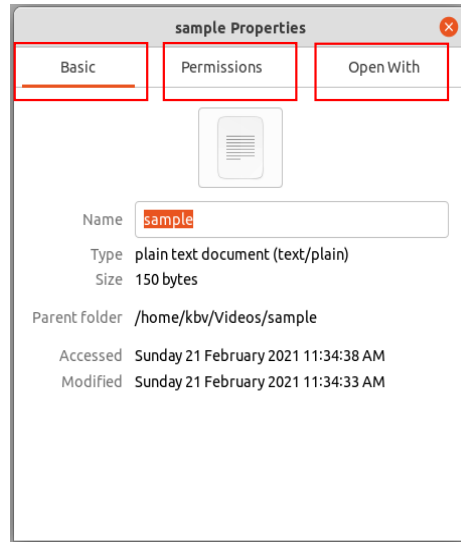 sample Properties
Basic Permissions Open With
Name sample
Type plain text document (text/plain)
Size 150 bytes
Parent folder /home/kbv/Videos/sample
Accessed Sunday 21 February 2021 11:34:38 AM
Modified Sunday 21 February 2021 11:34:33 AM